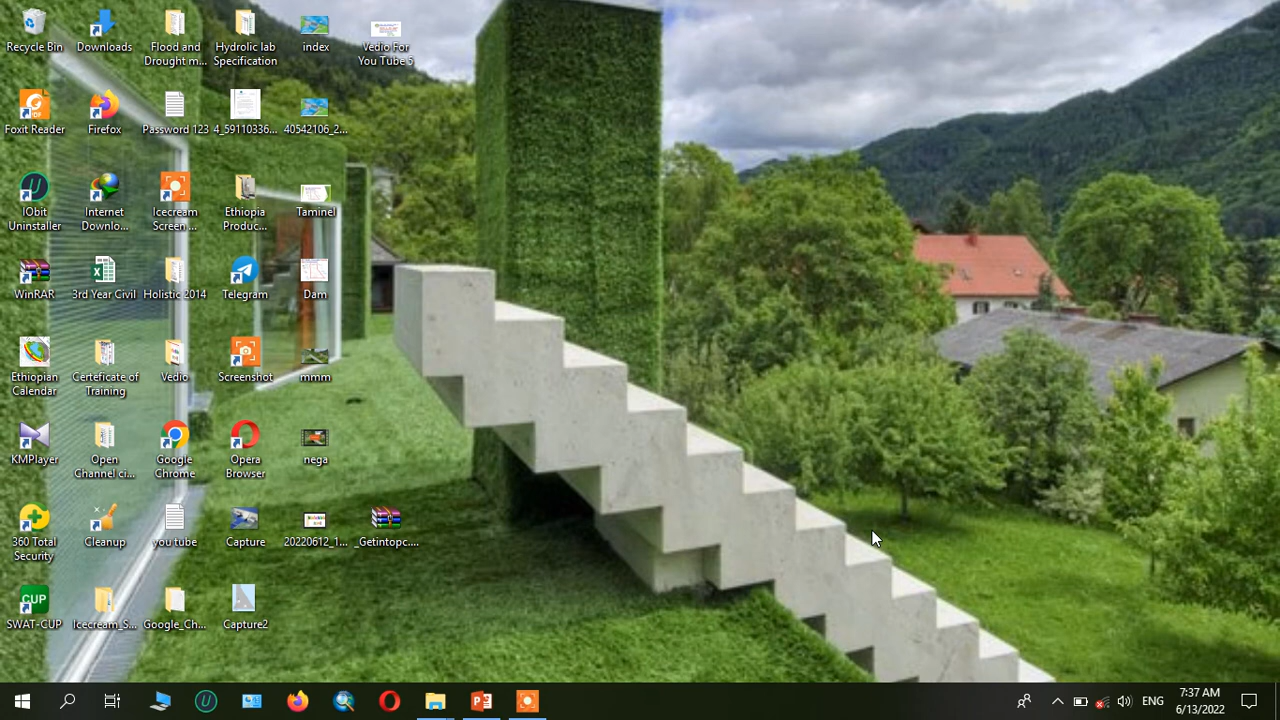 Recycle Bin
Downloads
Flood and
Drought m...
Hydrolic lab
Specification
index
Vedio For
You Tube 5
Foxit Reader
Firefox
Password 123
4_59110336...
40542106_2...
IObit
Uninstaller
Internet
Downlo...
Icecream
Screen ...
Ethiopia
Produc...
Taminel
WinRAR
3rd Year Civil
Holistic 2014
Telegram
Dam
Ethiopian
Calendar
Certeficate of
Training
Vedio
Screenshot
mmm
KMPlayer
Open
Channel ci...
Google
Chrome
Opera
Browser
nega
360 Total
Security
Cleanup
you tube
Capture
20220612_1...
_Getintopc....
CUP
SWAT-CUP
Icecream_S...
Google_Ch...
Capture2
ENG
7:37 AM
6/13/2022